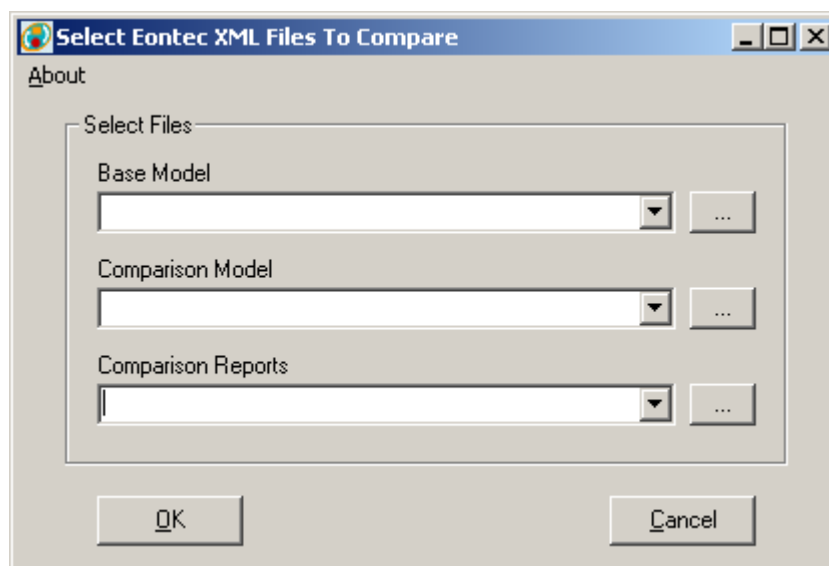 Select Eontec XML Files To Compare
About
Select Files
Base Model
...
Comparison Model
...
Comparison Reports
...
OK
Cancel